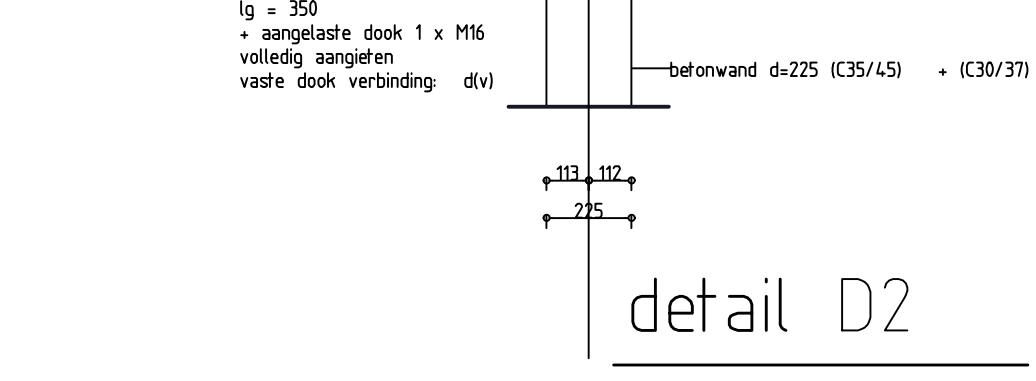 lg = 350
+ aangelaste dook 1 x M16
volledig aangieten
vaste dook verbinding: d(v)
betonwand d=225 (C35/45) + (C30/37)
113 112
225
detail D2